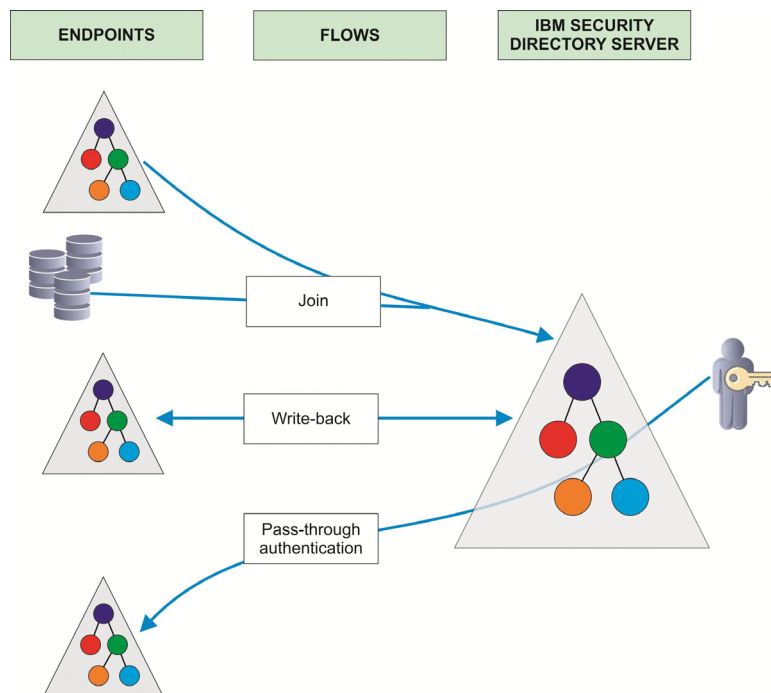 ENDPOINTS
FLOWS
IBM SECURITY
DIRECTORY SERVER
Join
Write-back
Pass-through
authentication